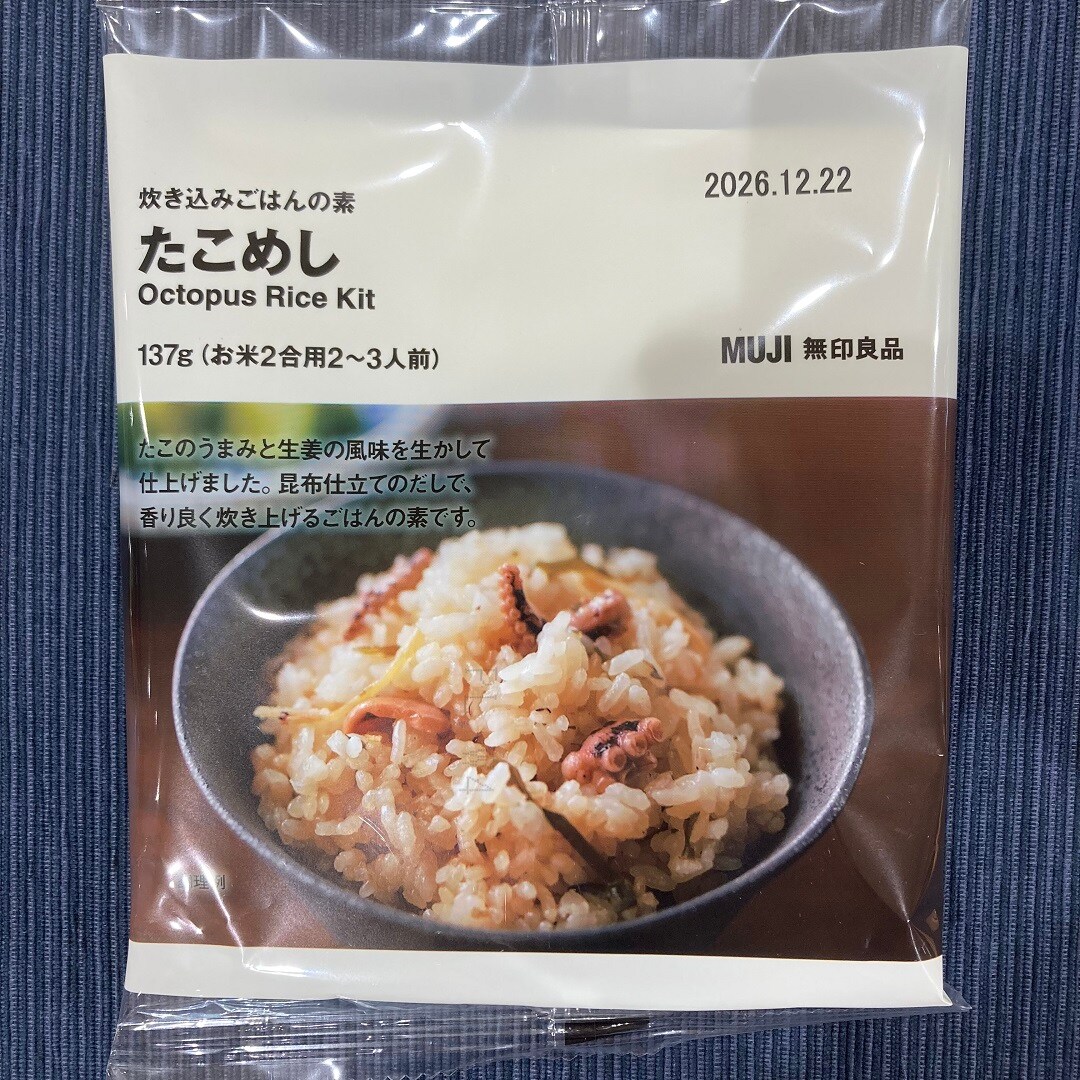 炊き込みごはんの素
2026.12.22
たこめし
Octopus Rice Kit
137g（お米2合用2〜3人前）
MUJI 無印良品
たこのうまみと生姜の風味を生かして
仕上げました。昆布仕立てのだしで、
香り良く炊き上げるごはんの素です。
理例